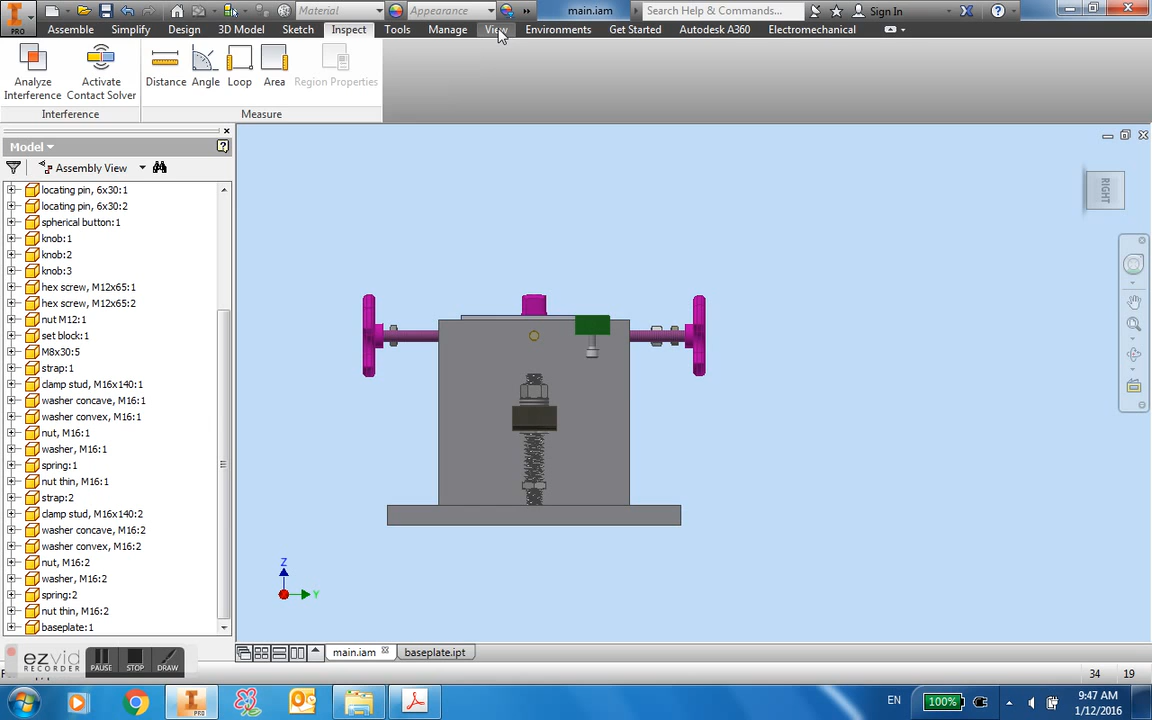 Material
Appearance
main.iam
Search Help & Commands...
Sign In
PRO
Assemble
Simplify
Design
3D Model
Sketch
Inspect
Tools
Manage
View
Environments
Get Started
Autodesk A360
Electromechanical
Analyze
Interference
Activate
Contact Solver
Distance
Angle
Loop
Area
Region Properties
Interference
Measure
Model
Assembly View
locating pin, 6x30:1
locating pin, 6x30:2
spherical button:1
knob:1
knob:2
knob:3
hex screw, M12x65:1
hex screw, M12x65:2
nut M12:1
set block:1
M8x30:5
strap:1
clamp stud, M16x140:1
washer concave, M16:1
washer convex, M16:1
nut, M16:1
washer, M16:1
spring:1
nut thin, M16:1
strap:2
clamp stud, M16x140:2
washer concave, M16:2
washer convex, M16:2
nut, M16:2
washer, M16:2
spring:2
nut thin, M16:2
baseplate:1
RIGHT
Z
Y
ezvid
RECORDER
PAUSE
STOP
DRAW
main.iam
baseplate.ipt
34
19
PRO
EN
100%
9:47 AM
1/12/2016